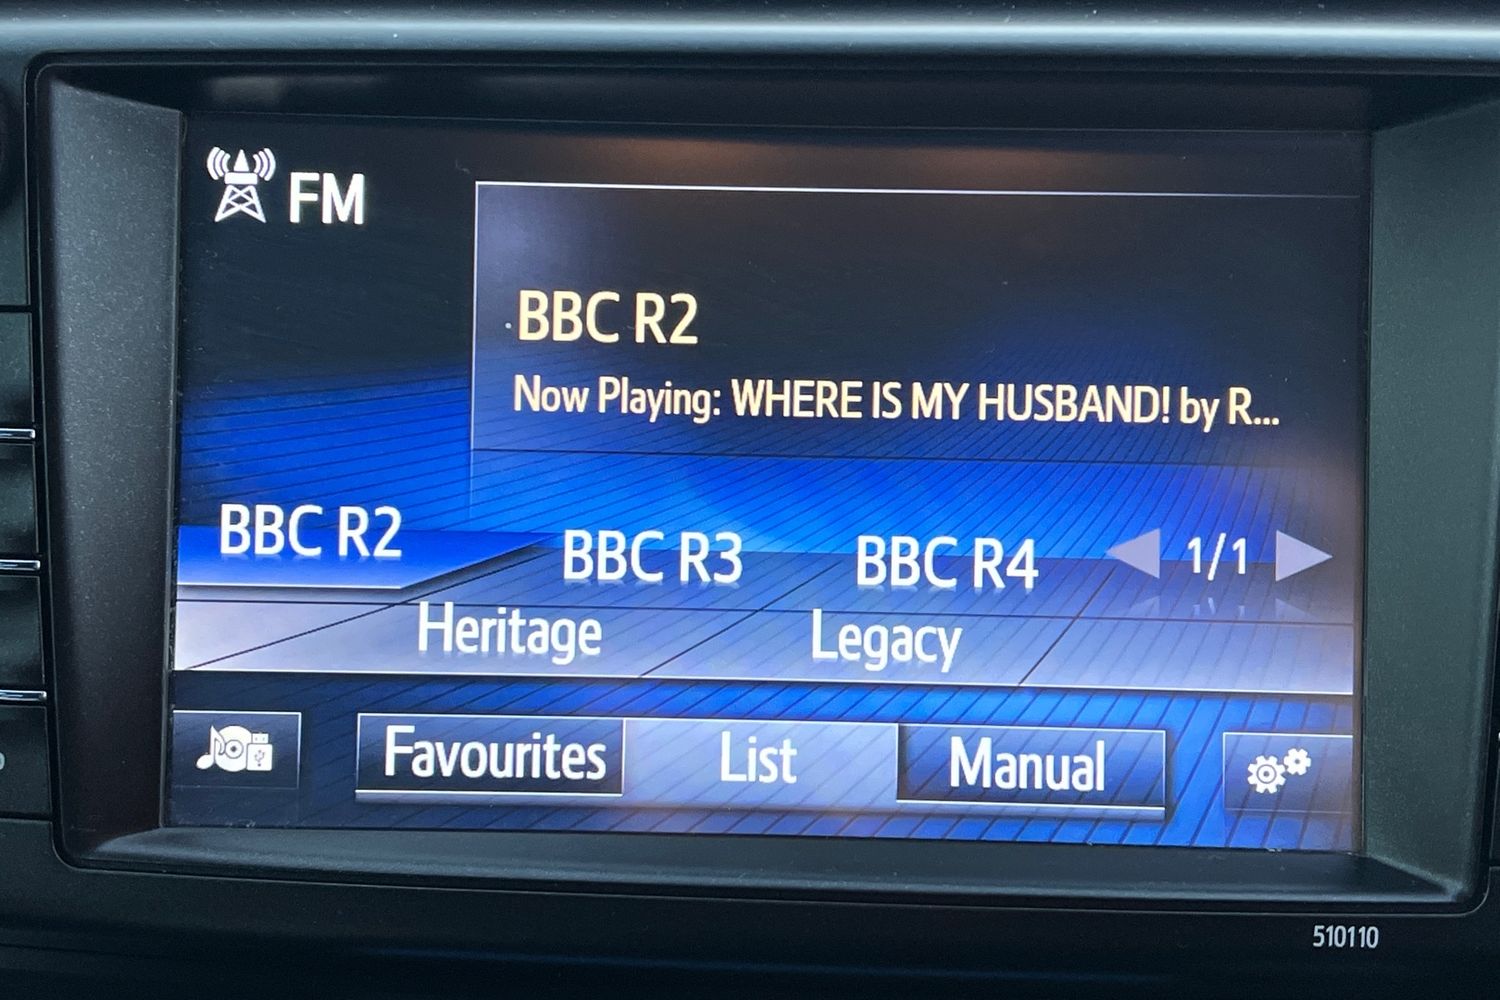 FM
BBC R2
Now Playing: WHERE IS MY HUSBAND! by R...
BBC R2 BBC R3 BBC R4 1/1
Heritage Legacy
Favourites List Manual
510110